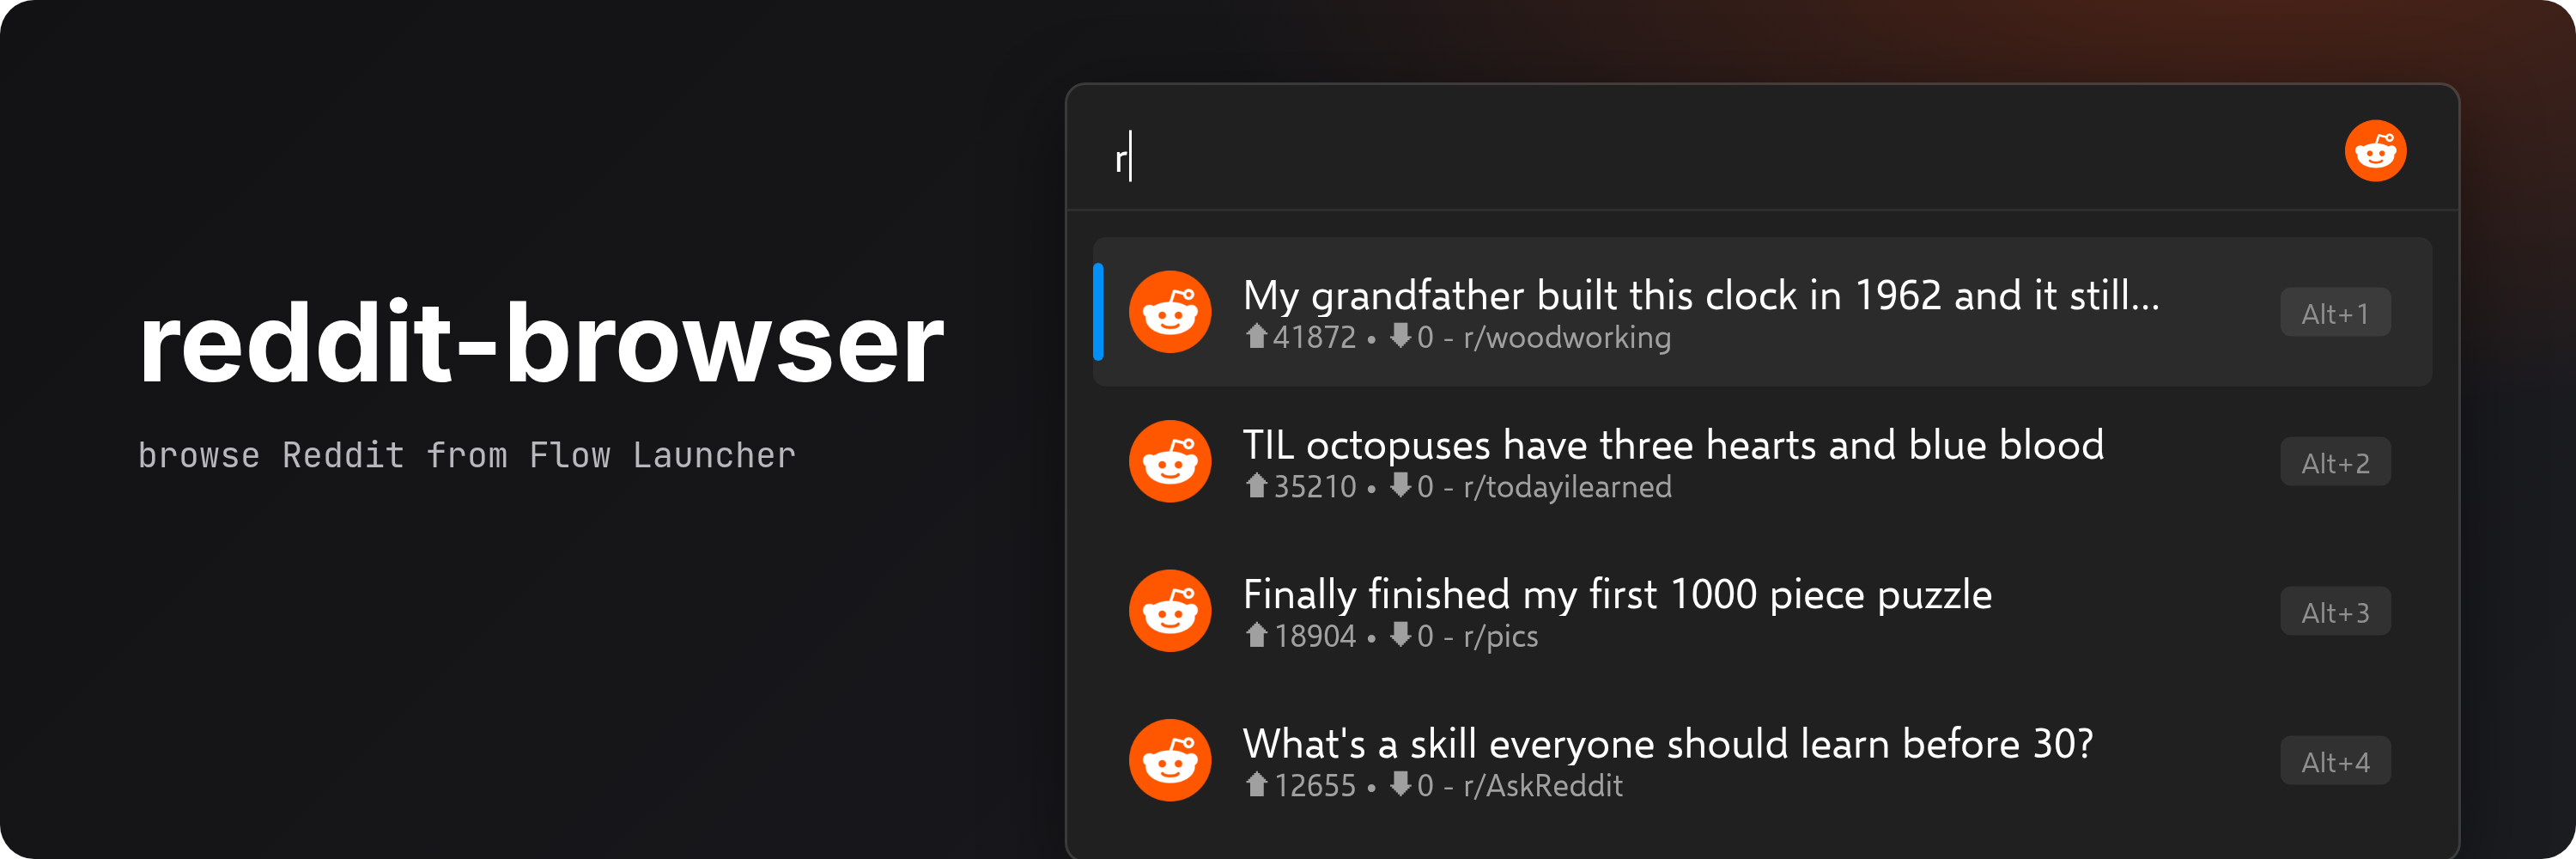 reddit-browser
browse Reddit from Flow Launcher
r
My grandfather built this clock in 1962 and it still...
⬆41872 • ⬇0 - r/woodworking
Alt+1
TIL octopuses have three hearts and blue blood
⬆35210 • ⬇0 - r/todayilearned
Alt+2
Finally finished my first 1000 piece puzzle
⬆18904 • ⬇0 - r/pics
Alt+3
What's a skill everyone should learn before 30?
⬆12655 • ⬇0 - r/AskReddit
Alt+4